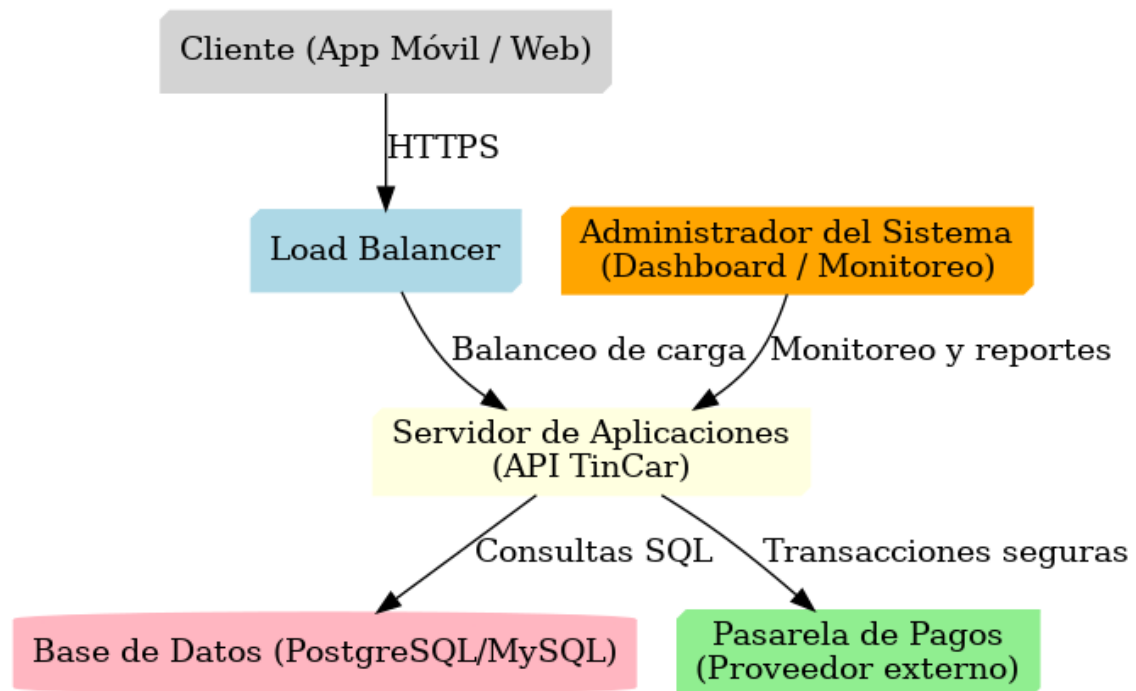 Cliente (App Móvil / Web)
HTTPS
Load Balancer
Administrador del Sistema
(Dashboard / Monitoreo)
Balanceo de carga
Monitoreo y reportes
Servidor de Aplicaciones
(API TinCar)
Consultas SQL
Transacciones seguras
Base de Datos (PostgreSQL/MySQL)
Pasarela de Pagos
(Proveedor externo)